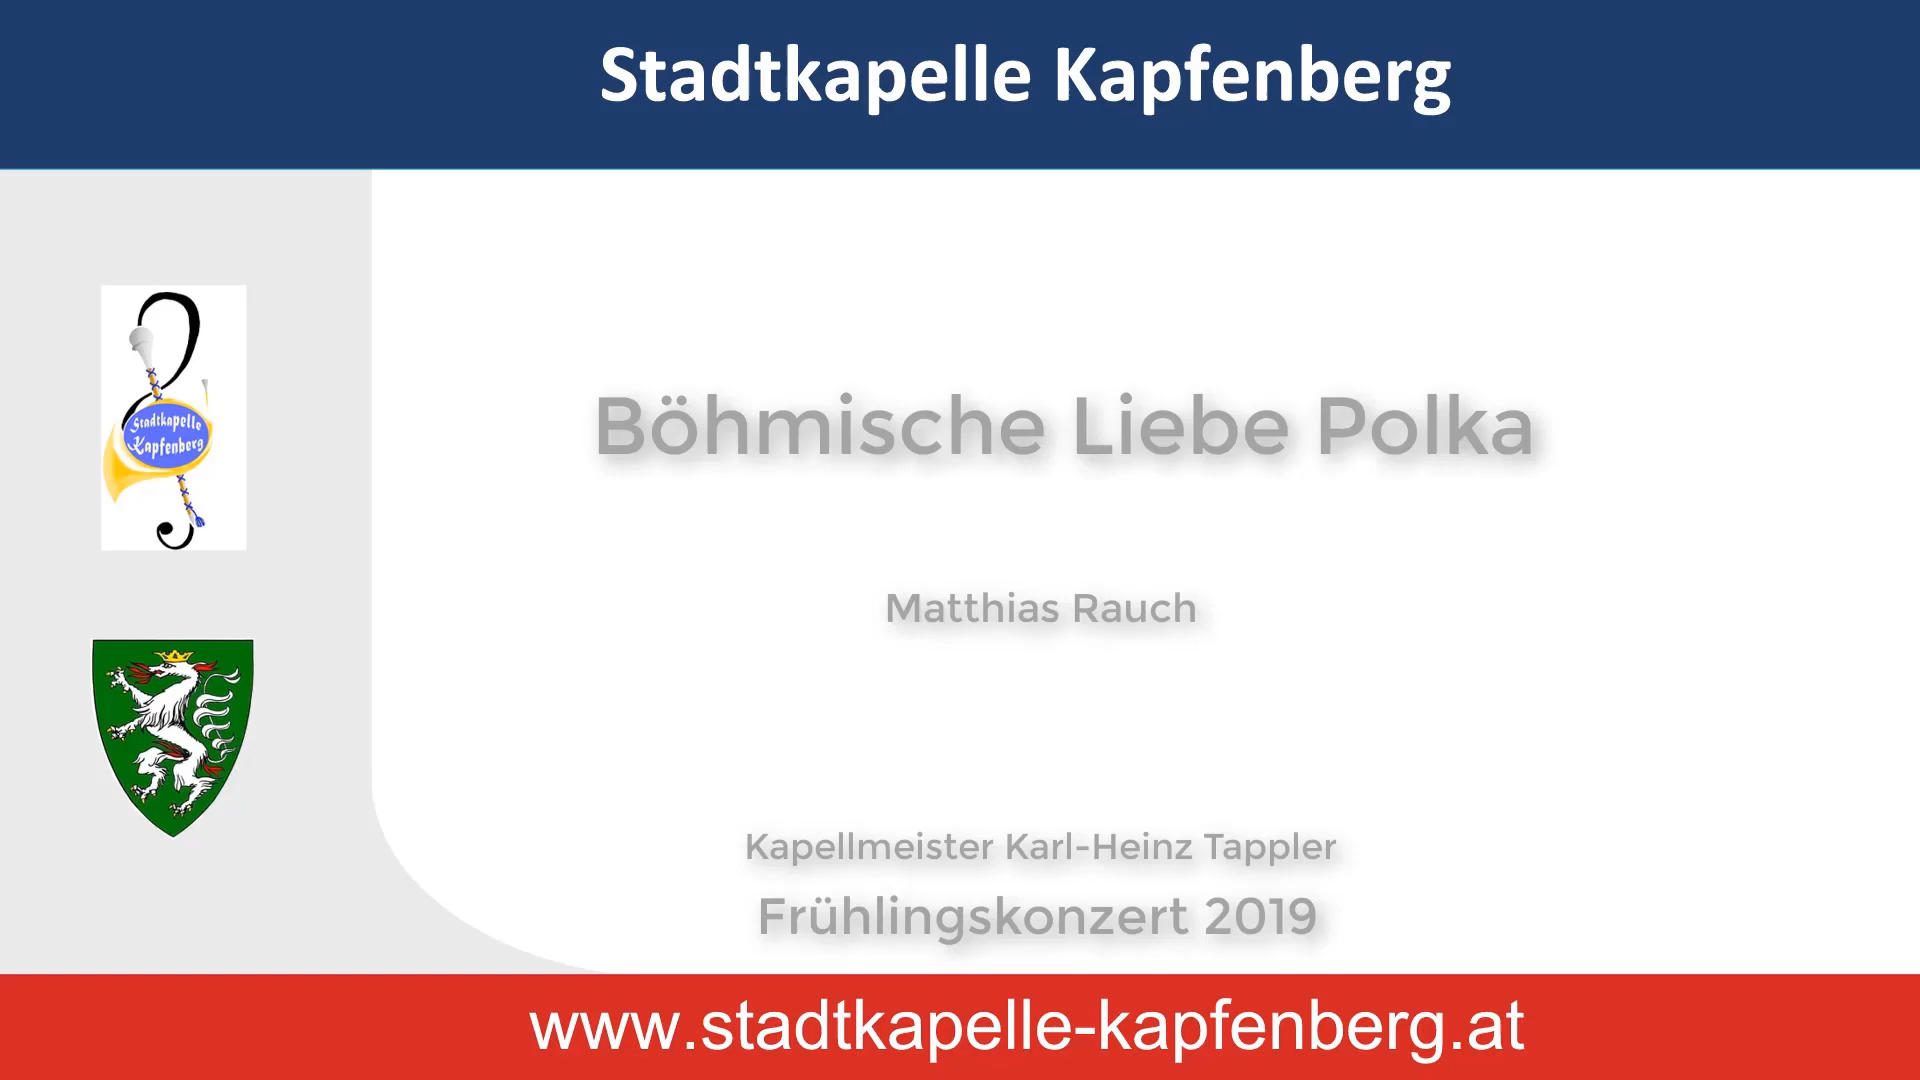 Stadtkapelle Kapfenberg
Stadtkapelle
Kapfenberg
Böhmische Liebe Polka
Matthias Rauch
Kapellmeister Karl-Heinz Tappler
Frühlingskonzert 2019
www.stadtkapelle-kapfenberg.at